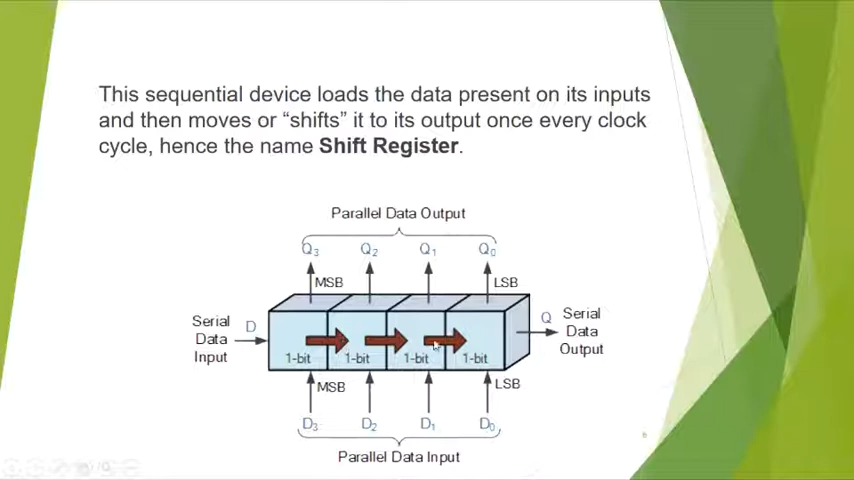 This sequential device loads the data present on its inputs
and then moves or “shifts” it to its output once every clock
cycle, hence the name Shift Register.
Parallel Data Output
Q3 Q2 Q1 Q0
MSB LSB
Serial
Data
Input
D
Q
Serial
Data
Output
1-bit 1-bit 1-bit 1-bit
MSB LSB
D3 D2 D1 D0
Parallel Data Input